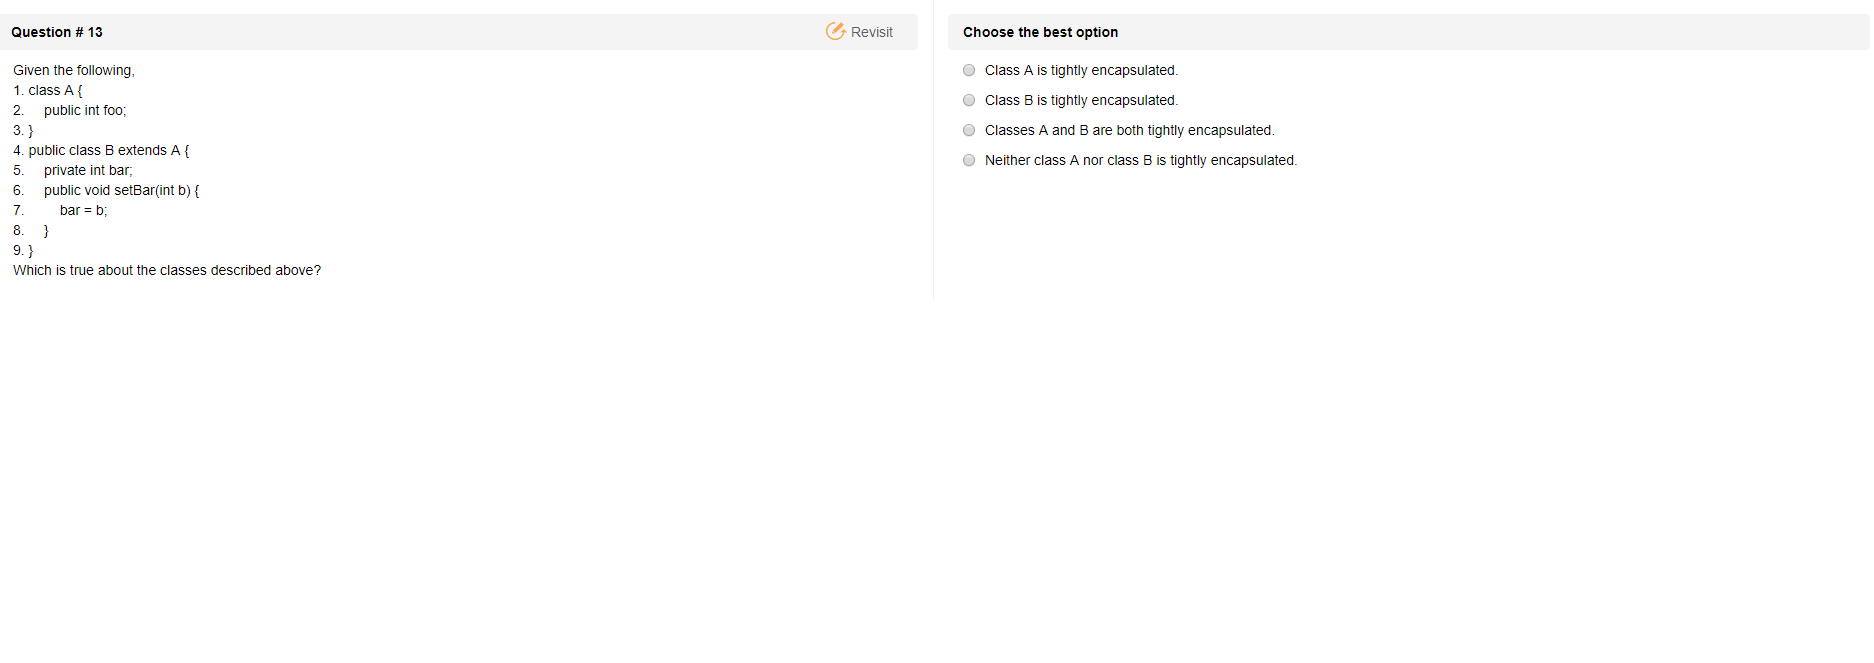 Question # 13
Revisit
Given the following,
1. class A {
2. public int foo;
3. }
4. public class B extends A {
5. private int bar;
6. public void setBar(int b) {
7. bar = b;
8. }
9. }
Which is true about the classes described above?
Choose the best option
Class A is tightly encapsulated.
Class B is tightly encapsulated.
Classes A and B are both tightly encapsulated.
Neither class A nor class B is tightly encapsulated.